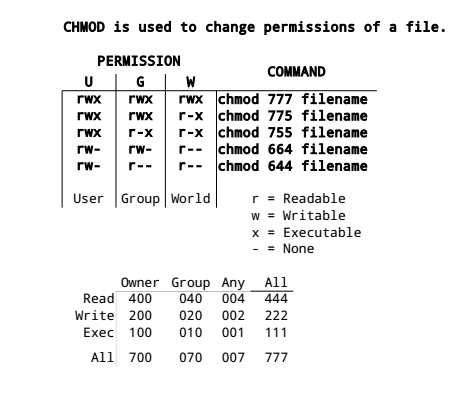 CHMOD is used to change permissions of a file.
PERMISSION COMMAND
U G W
rwx rwx rwx chmod 777 filename
rwx rwx r-x chmod 775 filename
rwx r-x r-x chmod 755 filename
rw- rw- r-- chmod 664 filename
rw- r-- r-- chmod 644 filename
User Group World r = Readable
w = Writable
x = Executable
- = None
Owner Group Any All
Read 400 040 004 444
Write 200 020 002 222
Exec 100 010 001 111
All 700 070 007 777